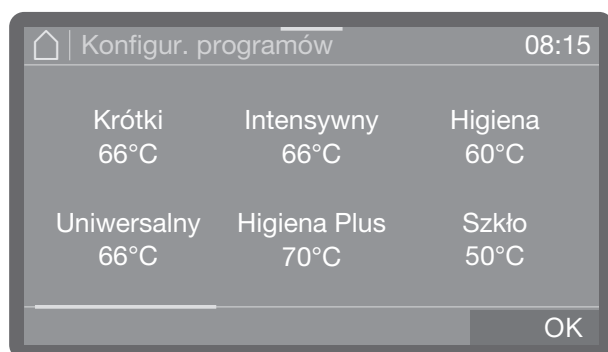 Konfigur. programów 08:15
Krótki Intensywny Higiena
66°C 66°C 60°C
Uniwersalny Higiena Plus Szkło
66°C 70°C 50°C
OK